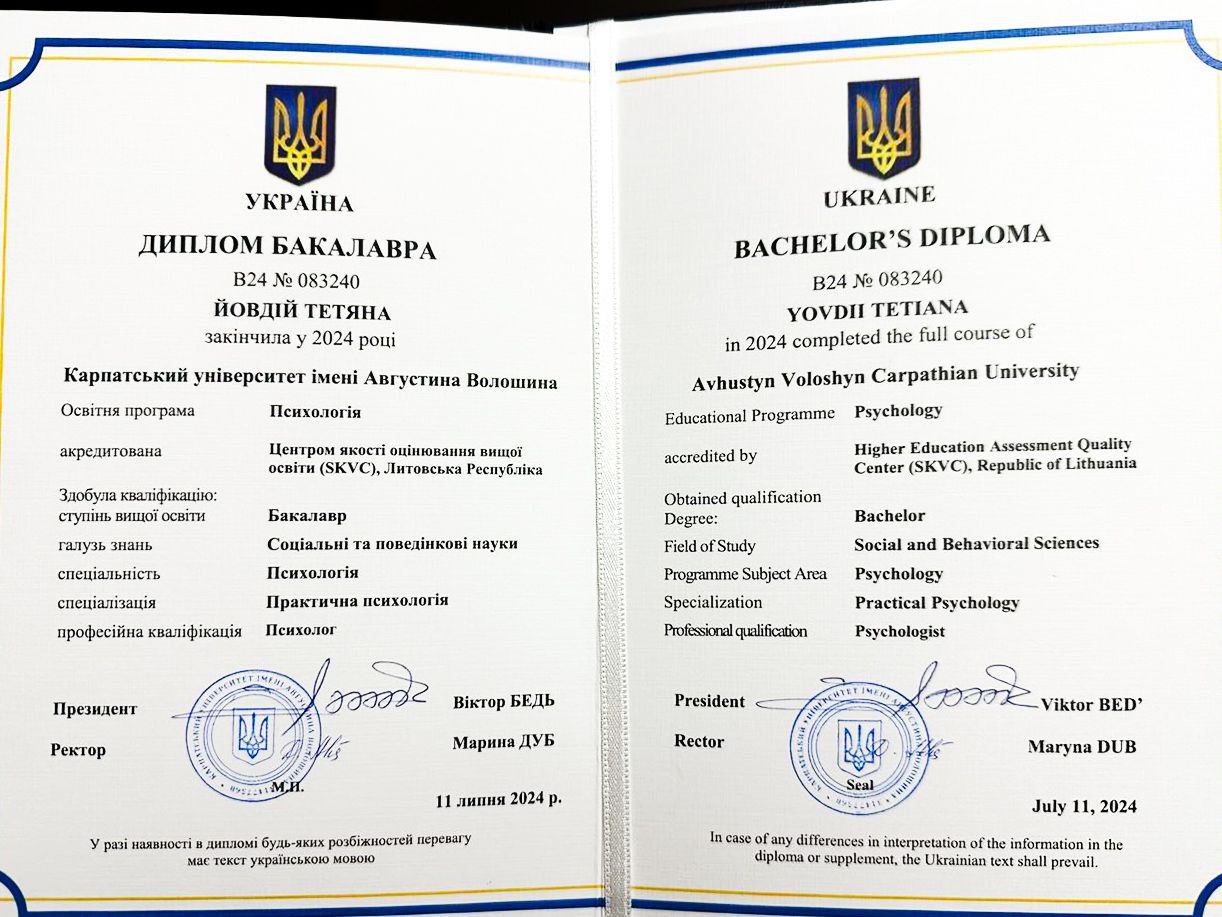 УКРАЇНА
ДИПЛОМ БАКАЛАВРА
В24 № 083240
ЙОВДІЙ ТЕТЯНА
закінчила у 2024 році
Карпатський університет імені Августина Волошина
Освітня програма Психологія
акредитована Центром якості оцінювання вищої
освіти (SKVC), Литовська Республіка
Здобула кваліфікацію:
ступінь вищої освіти Бакалавр
галузь знань Соціальні та поведінкові науки
спеціальність Психологія
спеціалізація Практична психологія
професійна кваліфікація Психолог
Президент Віктор БЕДЬ
Ректор Марина ДУБ
М.П.
11 липня 2024 р.
У разі наявності в дипломі будь-яких розбіжностей перевагу
має текст українською мовою
UKRAINE
BACHELOR’S DIPLOMA
B24 № 083240
YOVDII TETIANA
in 2024 completed the full course of
Avhustyn Voloshyn Carpathian University
Educational Programme Psychology
accredited by Higher Education Assessment Quality
Center (SKVC), Republic of Lithuania
Obtained qualification
Degree: Bachelor
Field of Study Social and Behavioral Sciences
Programme Subject Area Psychology
Specialization Practical Psychology
Professional qualification Psychologist
President Viktor BED’
Rector Maryna DUB
КАРПАТСЬКИЙ УНІВЕРСИТЕТ ІМЕНІ АВГУСТИНА ВОЛОШИНА
Seal
July 11, 2024
In case of any differences in interpretation of the information in the
diploma or supplement, the Ukrainian text shall prevail.